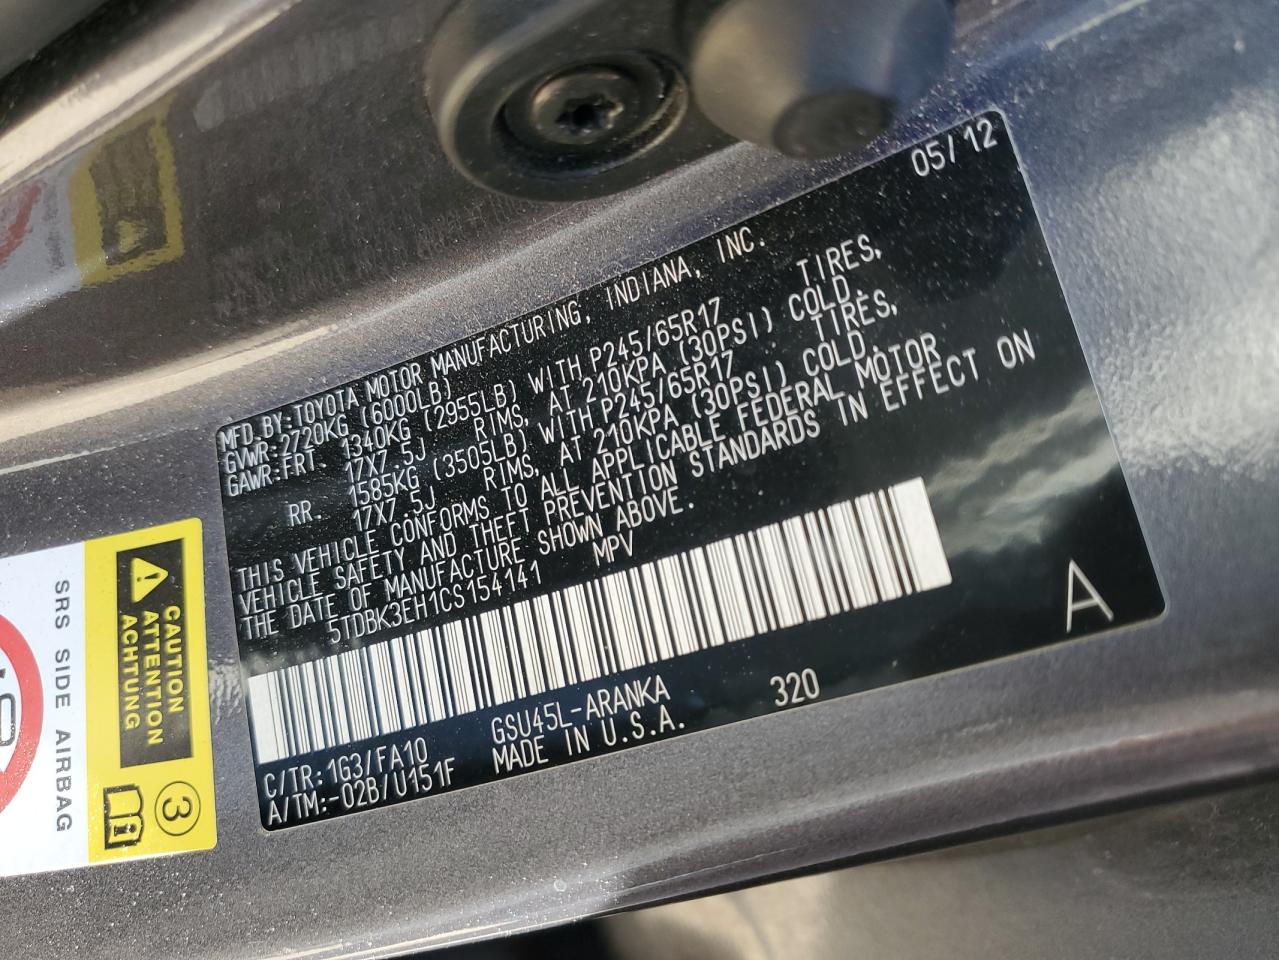 05/12
MFD.BY:TOYOTA MOTOR MANUFACTURING, INDIANA, INC.
GVWR:2720KG (6000LB)
GAWR:FRT 1340KG (2955LB) WITH P245/65R17 TIRES,
17X7.5J RIMS, AT 210KPA (30PSI) COLD.
RR. 1585KG (3505LB) WITH P245/65R17 TIRES,
17X7.5J RIMS, AT 210KPA (30PSI) COLD.
THIS VEHICLE CONFORMS TO ALL APPLICABLE FEDERAL MOTOR
VEHICLE SAFETY AND THEFT PREVENTION STANDARDS IN EFFECT ON
THE DATE OF MANUFACTURE SHOWN ABOVE.
5TDBK3EH1CS154141 MPV
C/TR:1G3/FA10 GSU45L-ARANKA 320
A/TM:-02B/U151F MADE IN U.S.A.
A
CAUTION
ATTENTION
ACHTUNG
3
SRS SIDE AIRBAG